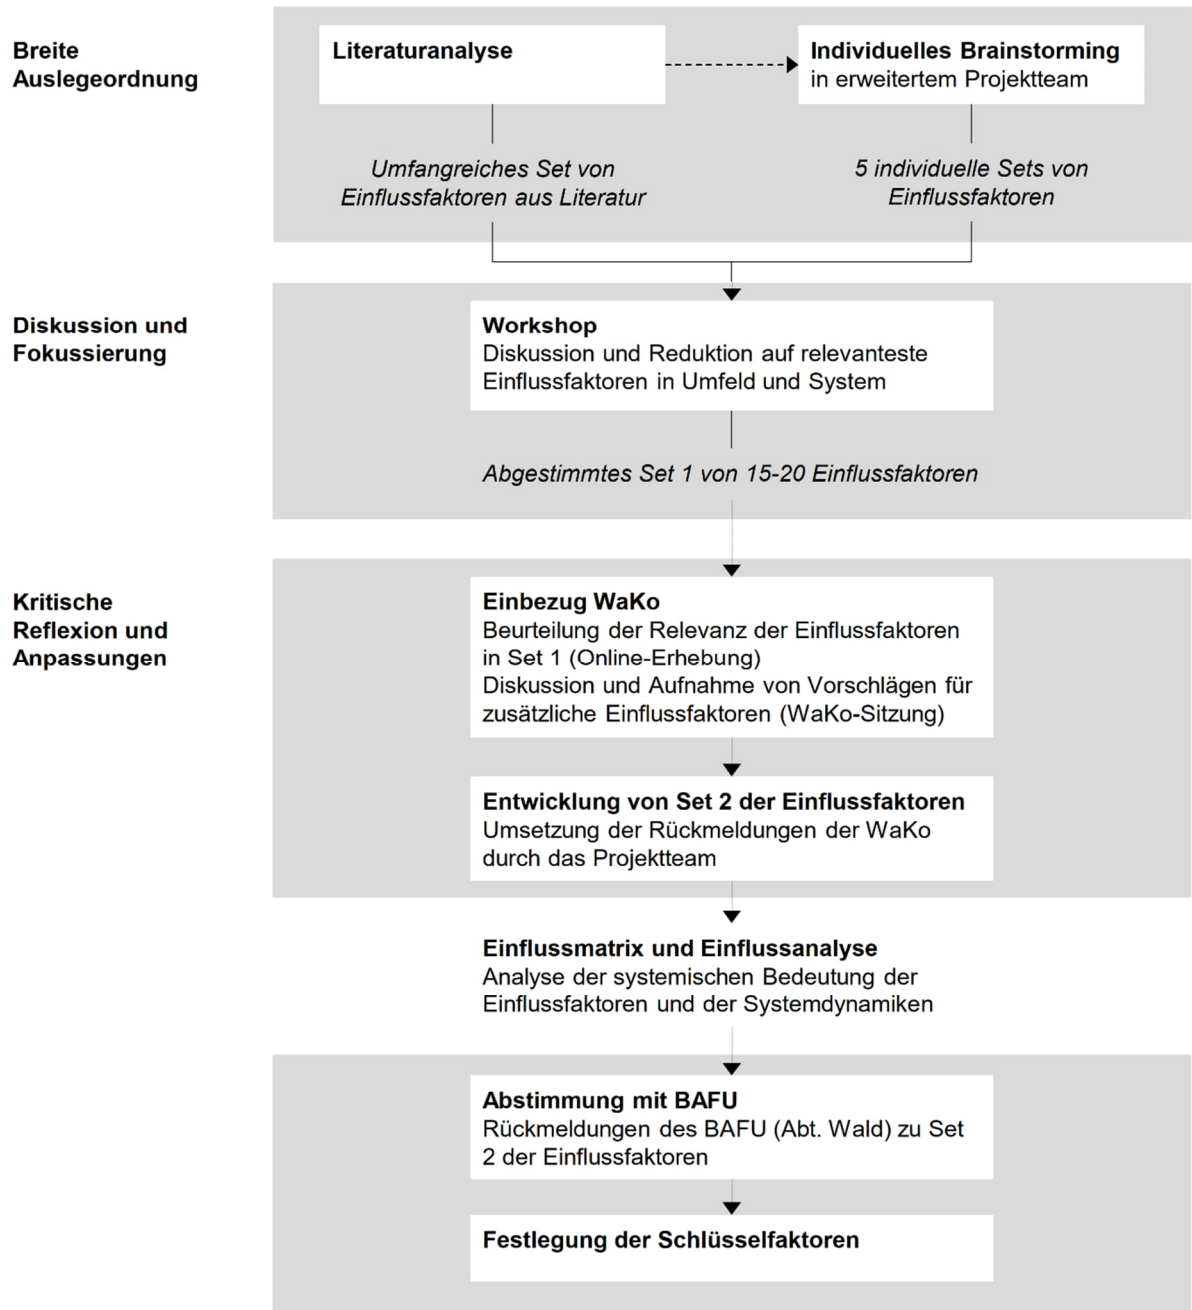 Breite
Auslegeordnung
Literaturanalyse
Individuelles Brainstorming
in erweitertem Projektteam
Umfangreiches Set von
Einflussfaktoren aus Literatur
5 individuelle Sets von
Einflussfaktoren
Diskussion und
Fokussierung
Workshop
Diskussion und Reduktion auf relevanteste
Einflussfaktoren in Umfeld und System
Abgestimmtes Set 1 von 15-20 Einflussfaktoren
Kritische
Reflexion und
Anpassungen
Einbezug WaKo
Beurteilung der Relevanz der Einflussfaktoren
in Set 1 (Online-Erhebung)
Diskussion und Aufnahme von Vorschlägen für
zusätzliche Einflussfaktoren (WaKo-Sitzung)
Entwicklung von Set 2 der Einflussfaktoren
Umsetzung der Rückmeldungen der WaKo
durch das Projektteam
Einflussmatrix und Einflussanalyse
Analyse der systemischen Bedeutung der
Einflussfaktoren und der Systemdynamiken
Abstimmung mit BAFU
Rückmeldungen des BAFU (Abt. Wald) zu Set
2 der Einflussfaktoren
Festlegung der Schlüsselfaktoren